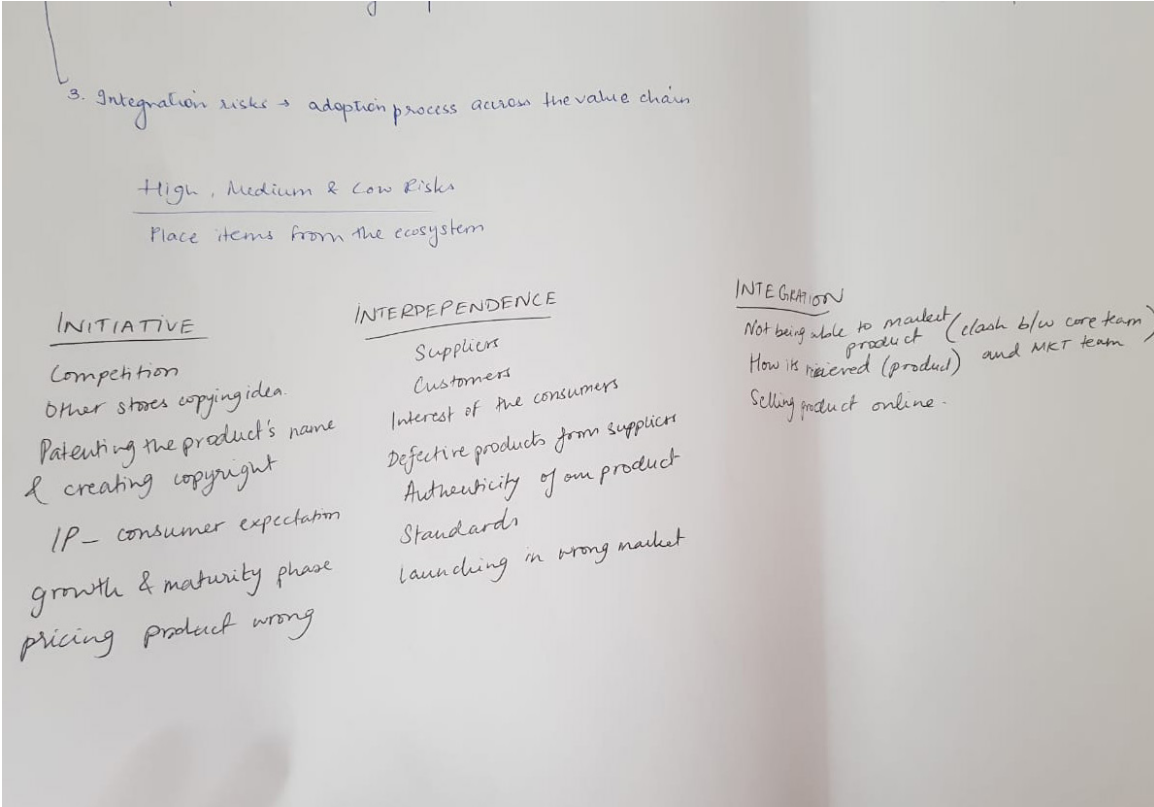 3. Integration risks → adoption process across the value chain
High, Medium & Low Risks
Place items from the ecosystem
INITIATIVE
Competition
Other stores copying idea.
Patenting the product's name
& creating copyright
IP - consumer expectation
growth & maturity phase
pricing product wrong
INTERDEPENDENCE
Suppliers
Customers
Interest of the consumers
Defective products from suppliers
Authenticity of our product
Standards
Launching in wrong market
INTEGRATION
Not being able to market product (clash b/w core team and MKT team)
How its (product)
Selling product online.